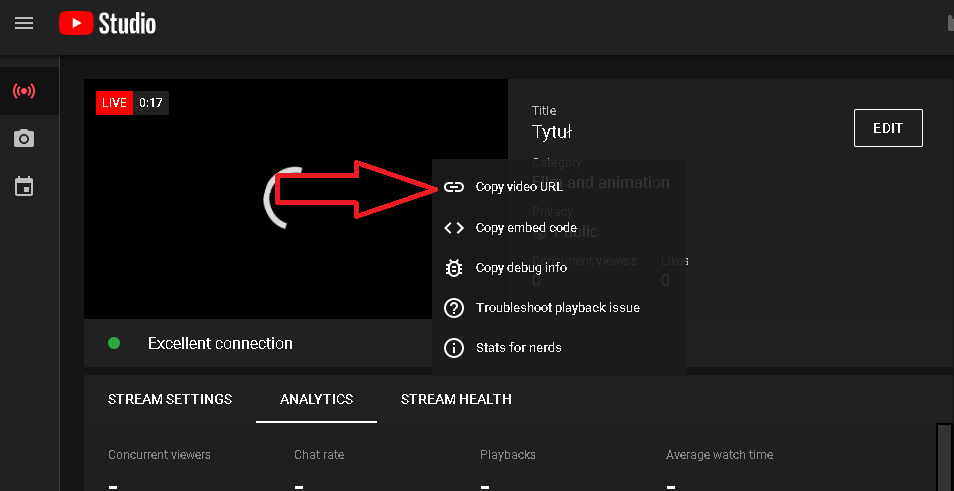 Studio
LIVE 0:17
Title
Tytuł
EDIT
Category
Film and animation
Privacy
Public
Concurrent viewers Likes
0 0
Copy video URL
Copy embed code
Copy debug info
Troubleshoot playback issue
Stats for nerds
Excellent connection
STREAM SETTINGS ANALYTICS STREAM HEALTH
Concurrent viewers Chat rate Playbacks Average watch time
- - - -